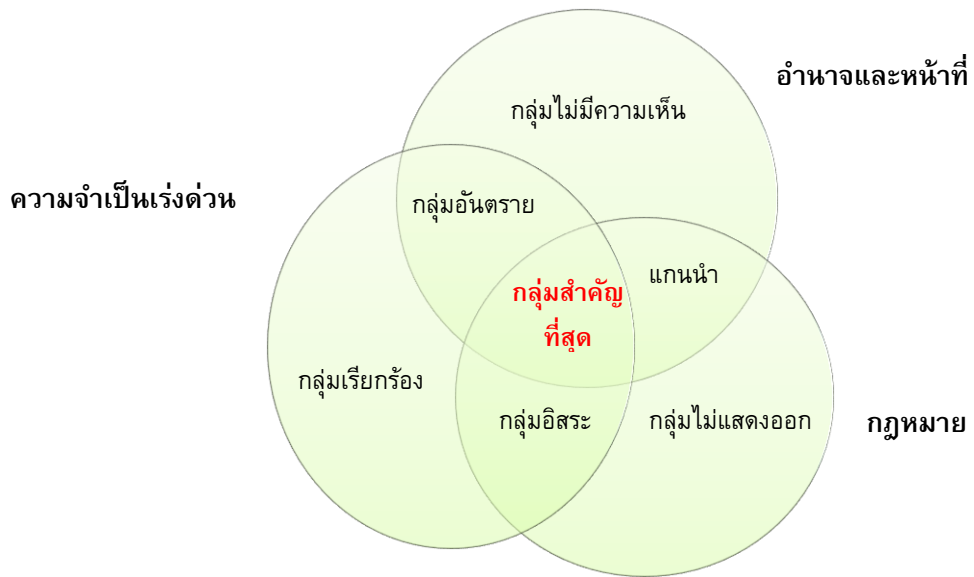 อำนาจและหน้าที่
กลุ่มไม่มีความเห็น
ความจำเป็นเร่งด่วน
กลุ่มอันตราย
แกนนำ
กลุ่มสำคัญ
ที่สุด
กลุ่มเรียกร้อง
กลุ่มอิสระ
กลุ่มไม่แสดงออก
กฎหมาย